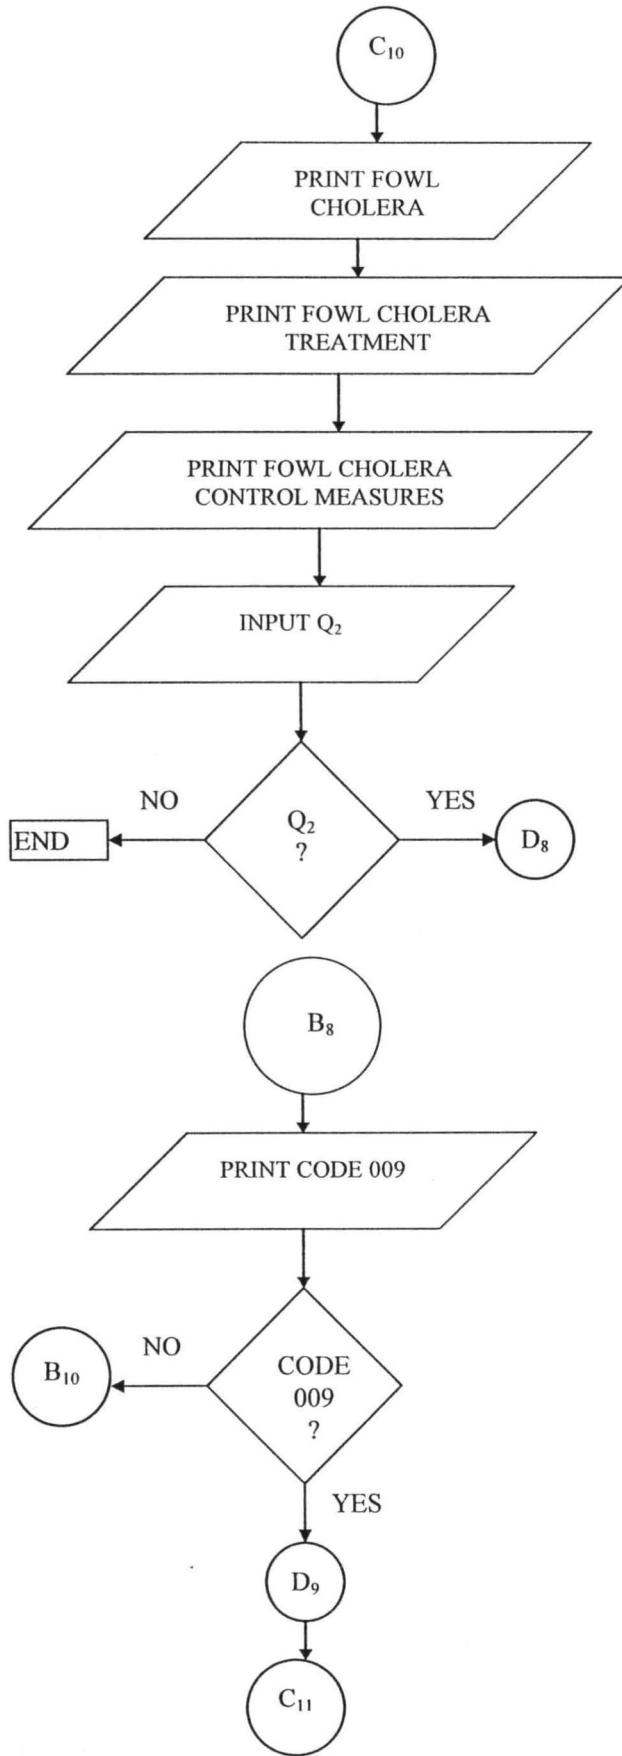 C₁₀
PRINT FOWL
CHOLERA
PRINT FOWL CHOLERA
TREATMENT
PRINT FOWL CHOLERA
CONTROL MEASURES
INPUT Q₂
NO
YES
END
Q₂
?
D₈
B₈
PRINT CODE 009
NO
B₁₀
CODE
009
?
YES
D₉
C₁₁